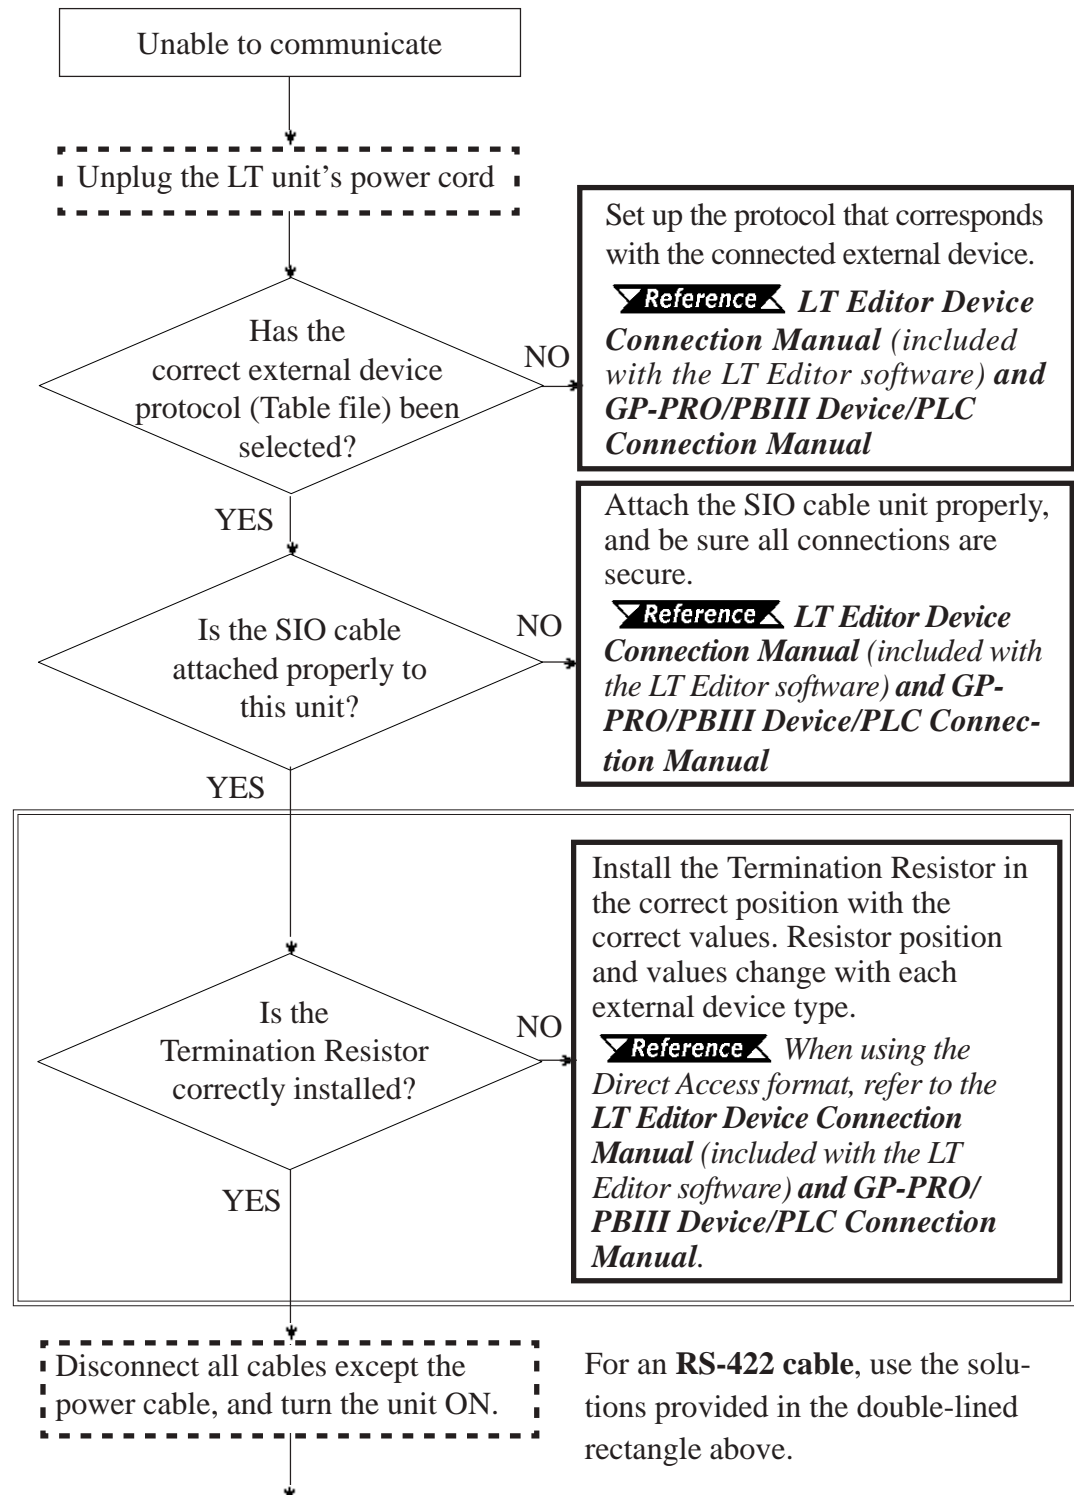 Unable to communicate
Unplug the LT unit's power cord
Set up the protocol that corresponds
with the connected external device.
Reference LT Editor Device
Connection Manual (included
with the LT Editor software) and
GP-PRO/PBIII Device/PLC
Connection Manual
Has the
correct external device
protocol (Table file) been
selected?
NO
YES
Attach the SIO cable unit properly,
and be sure all connections are
secure.
Reference LT Editor Device
Connection Manual (included with
the LT Editor software) and GP-
PRO/PBIII Device/PLC Connec-
tion Manual
Is the SIO cable
attached properly to
this unit?
NO
YES
Install the Termination Resistor in
the correct position with the
correct values. Resistor position
and values change with each
external device type.
Reference When using the
Direct Access format, refer to the
LT Editor Device Connection
Manual (included with the LT
Editor software) and GP-PRO/
PBIII Device/PLC Connection
Manual.
Is the
Termination Resistor
correctly installed?
NO
YES
Disconnect all cables except the
power cable, and turn the unit ON.
For an RS-422 cable, use the solu-
tions provided in the double-lined
rectangle above.